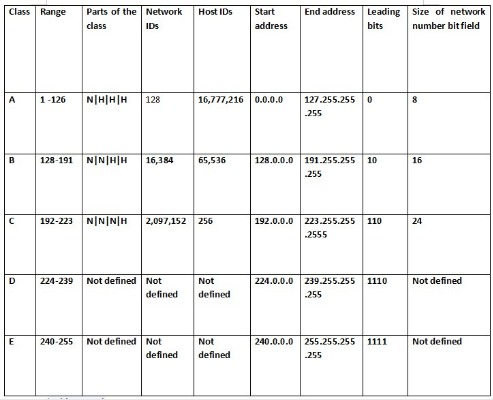 Class Range Parts of the class Network IDs Host IDs Start address End address Leading bits Size of network number bit field
A 1 -126 N|H|H|H 128 16,777,216 0.0.0.0 127.255.255 .255 0 8
B 128-191 N|N|H|H 16,384 65,536 128.0.0.0 191.255.255 .255 10 16
C 192-223 N|N|N|H 2,097,152 256 192.0.0.0 223.255.255 .2555 110 24
D 224-239 Not defined Not defined Not defined 224.0.0.0 239.255.255 .255 1110 Not defined
E 240-255 Not defined Not defined Not defined 240.0.0.0 255.255.255 .255 1111 Not defined